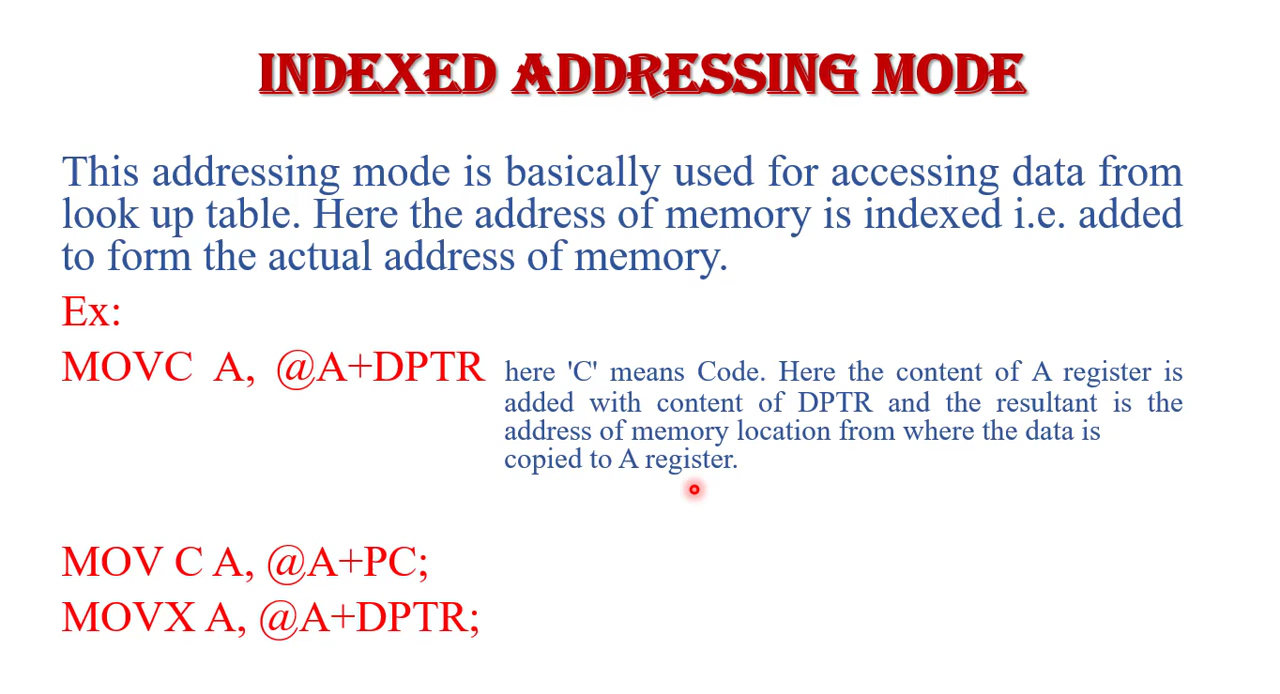 INDEXED ADDRESSING MODE
This addressing mode is basically used for accessing data from
look up table. Here the address of memory is indexed i.e. added
to form the actual address of memory.
Ex:
MOVC A, @A+DPTR here 'C' means Code. Here the content of A register is
added with content of DPTR and the resultant is the
address of memory location from where the data is
copied to A register.
MOV C A, @A+PC;
MOVX A, @A+DPTR;